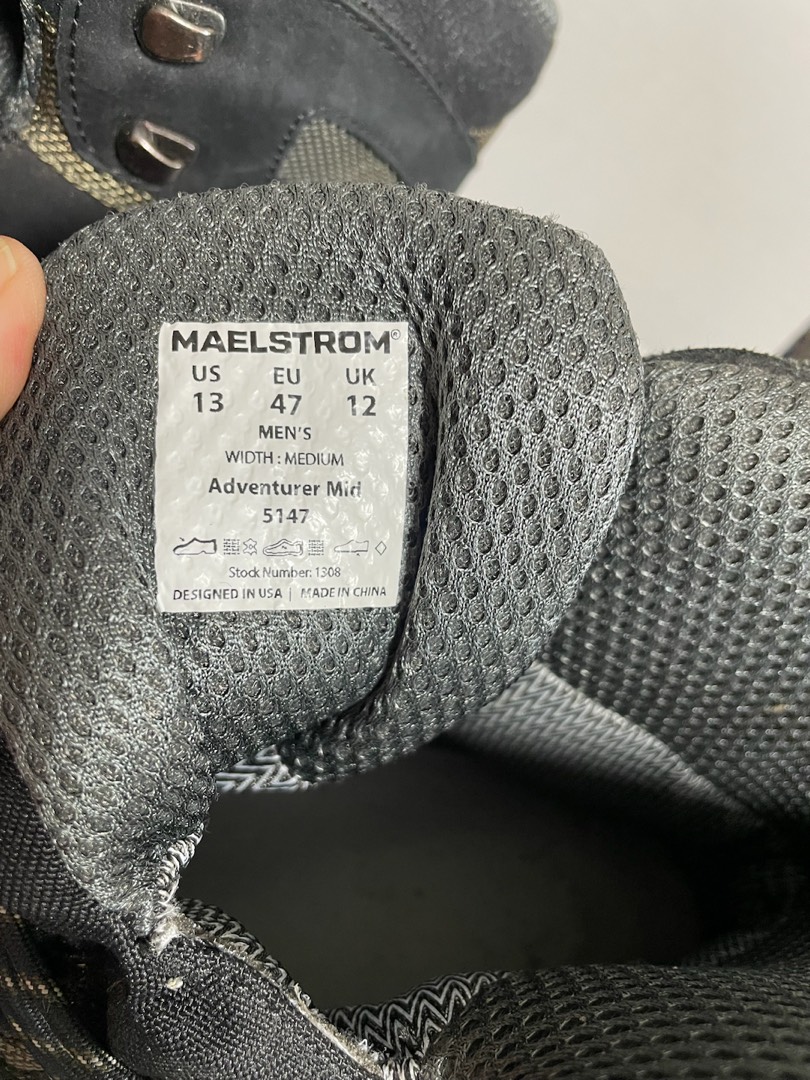 MAELSTROM®
US EU UK
13 47 12
MEN'S
WIDTH : MEDIUM
Adventurer Mid
5147
Stock Number: 1308
DESIGNED IN USA | MADE IN CHINA